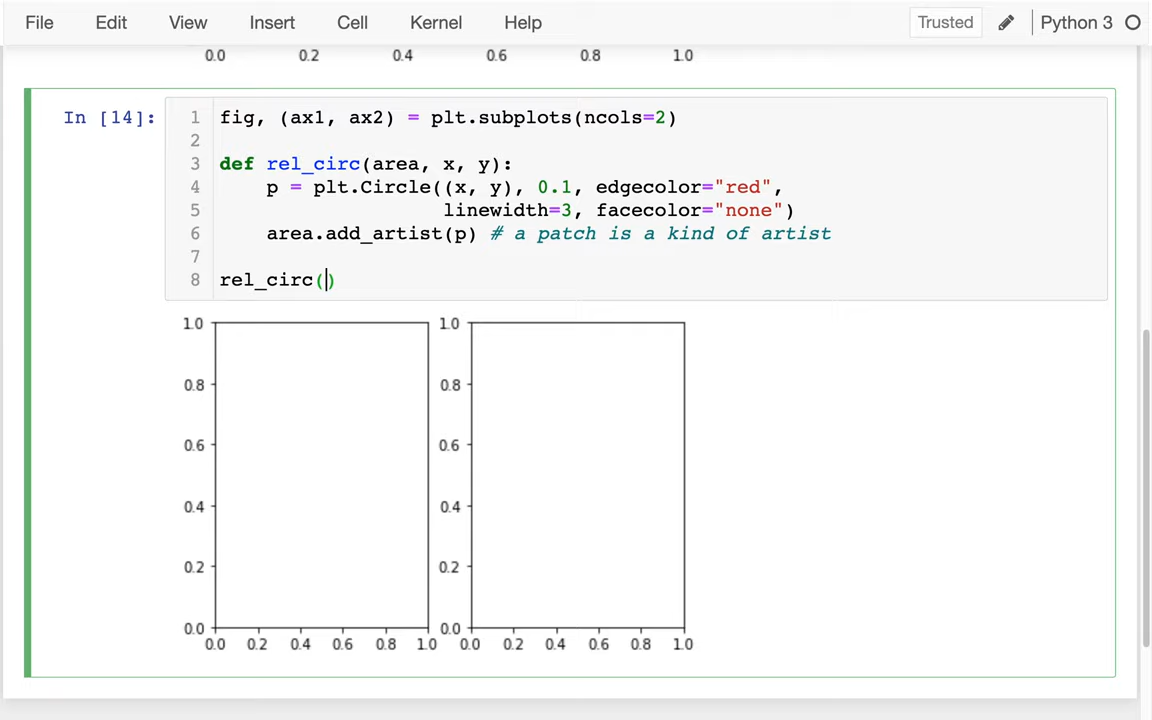 File Edit View Insert Cell Kernel Help Trusted Python 3
0.0 0.2 0.4 0.6 0.8 1.0
In [14]:
1 fig, (ax1, ax2) = plt.subplots(ncols=2)
2
3 def rel_circ(area, x, y):
4     p = plt.Circle((x, y), 0.1, edgecolor="red",
5                    linewidth=3, facecolor="none")
6     area.add_artist(p) # a patch is a kind of artist
7
8 rel_circ()
1.0 1.0
0.8 0.8
0.6 0.6
0.4 0.4
0.2 0.2
0.0 0.0
0.0 0.2 0.4 0.6 0.8 1.0 0.0 0.2 0.4 0.6 0.8 1.0